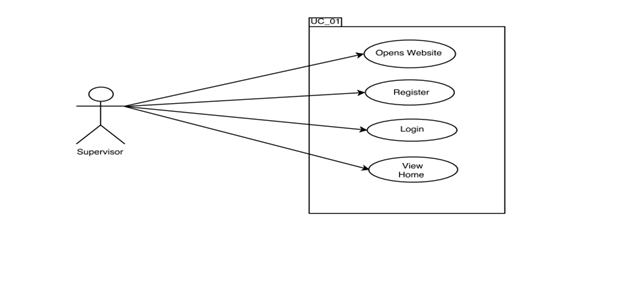 UC_01
Opens Website
Register
Login
View
Home
Supervisor